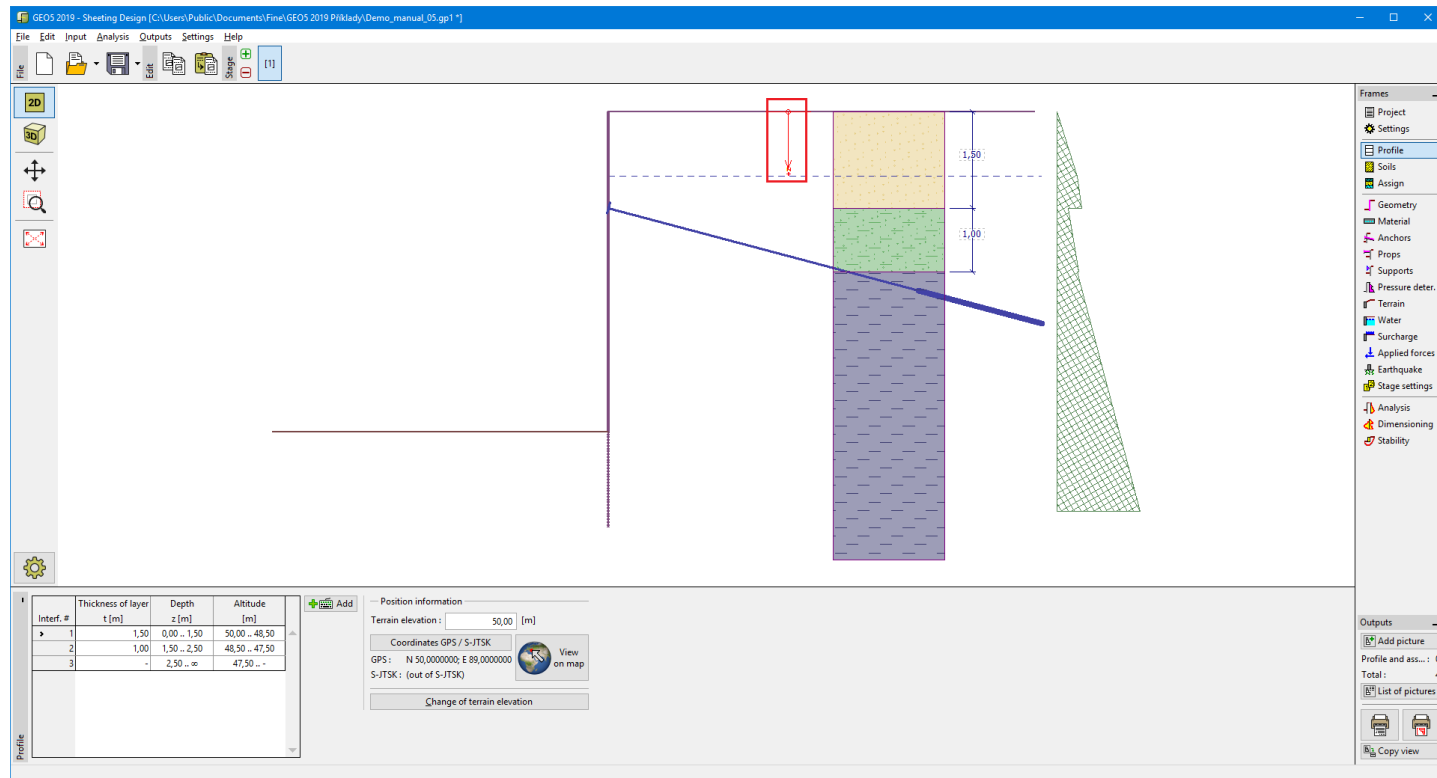 GEO5 2019 - Sheeting Design [C:\Users\Public\Documents\Fine\GEO5 2019 Příklady\Demo_manual_05.gp1 *]
File Edit Input Analysis Outputs Settings Help
File
Edit
Stage
[1]
2D
3D
1,50
1,00
Frames
Project
Settings
Profile
Soils
Assign
Geometry
Material
Anchors
Props
Supports
Pressure deter.
Terrain
Water
Surcharge
Applied forces
Earthquake
Stage settings
Analysis
Dimensioning
Stability
Outputs
Add picture
Profile and ass... :
Total :
List of pictures
Copy view
Profile
Thickness of layer Depth Altitude
Interf. # t [m] z [m] [m]
1 1,50 0,00 .. 1,50 50,00 .. 48,50
2 1,00 1,50 .. 2,50 48,50 .. 47,50
3 - 2,50 .. ∞ 47,50 .. -
Add
Position information
Terrain elevation : 50,00 [m]
Coordinates GPS / S-JTSK
GPS : N 50,0000000; E 89,0000000
S-JTSK : (out of S-JTSK)
View
on map
Change of terrain elevation